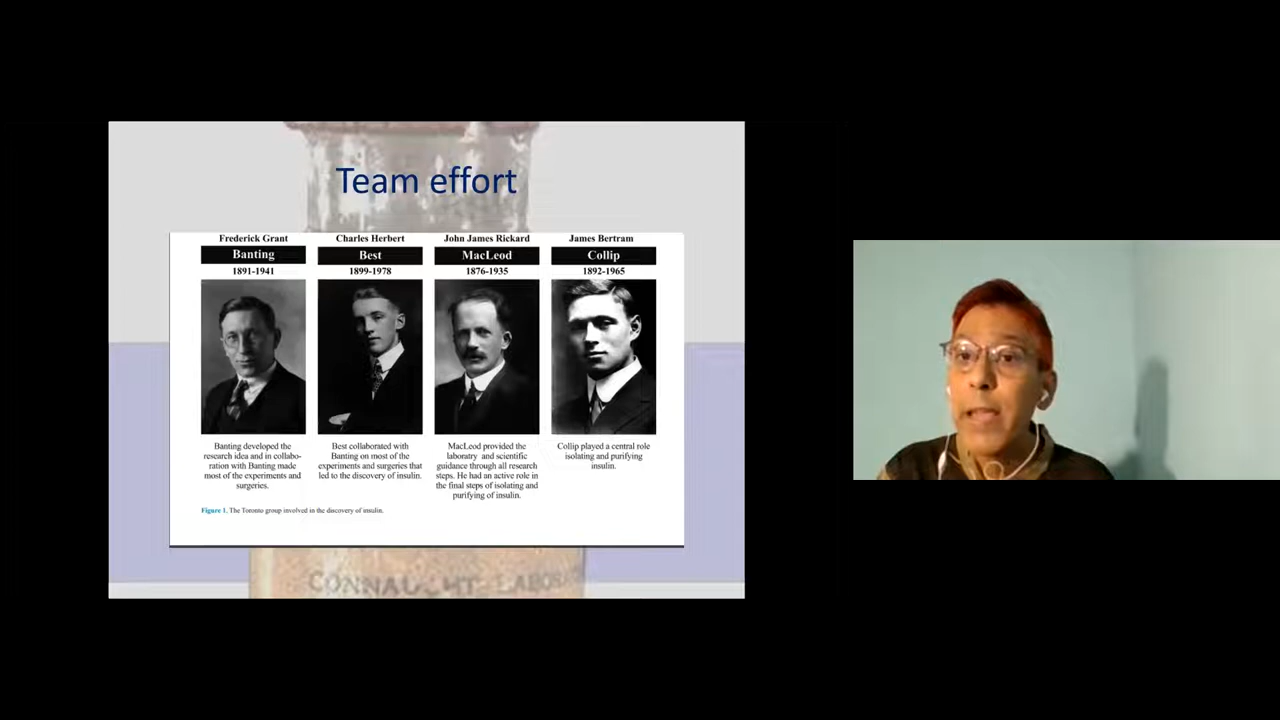 Team effort
Frederick Grant
Banting
1891-1941
Charles Herbert
Best
1899-1978
John James Rickard
MacLeod
1876-1935
James Bertram
Collip
1892-1965
Banting developed the
research idea and in collabo-
ration with Banting made
most of the experiments and
surgeries.
Best collaborated with
Banting on most of the
experiments and surgeries that
led to the discovery of insulin.
MacLeod provided the
laboratry and scientific
guidance through all research
steps. He had an active role in
the final steps of isolating and
purifying of insulin.
Collip played a central role
isolating and purifying
insulin.
Figure 1. The Toronto group involved in the discovery of insulin.
CONNAUGHT LABO